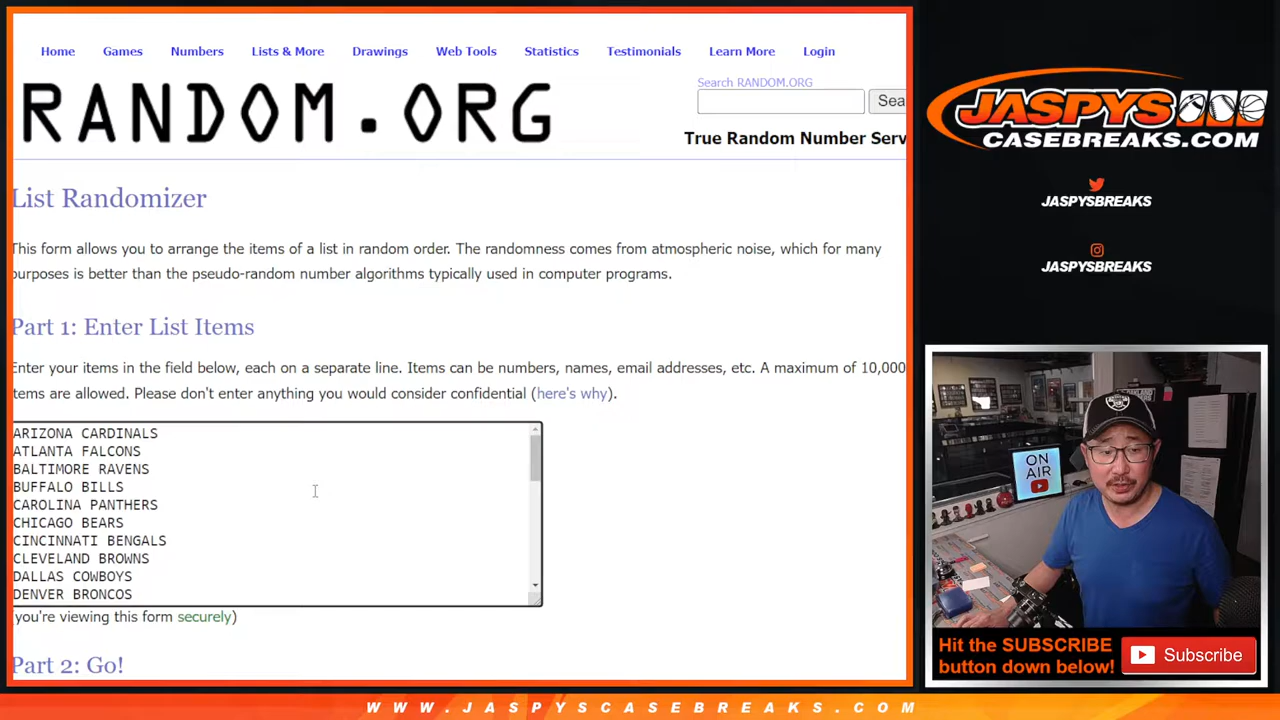 Home Games Numbers Lists & More Drawings Web Tools Statistics Testimonials Learn More Login
RANDOM.ORG
Search RANDOM.ORG
Sea
True Random Number Serv
List Randomizer
This form allows you to arrange the items of a list in random order. The randomness comes from atmospheric noise, which for many
purposes is better than the pseudo-random number algorithms typically used in computer programs.
Part 1: Enter List Items
Enter your items in the field below, each on a separate line. Items can be numbers, names, email addresses, etc. A maximum of 10,000
items are allowed. Please don't enter anything you would consider confidential (here's why).
ARIZONA CARDINALS
ATLANTA FALCONS
BALTIMORE RAVENS
BUFFALO BILLS
CAROLINA PANTHERS
CHICAGO BEARS
CINCINNATI BENGALS
CLEVELAND BROWNS
DALLAS COWBOYS
DENVER BRONCOS
(you're viewing this form securely)
Part 2: Go!
JASPYS
CASEBREAKS.COM
JASPYSBREAKS
JASPYSBREAKS
ON
AIR
Hit the SUBSCRIBE
button down below!
Subscribe
WWW.JASPYSCASEBREAKS.COM